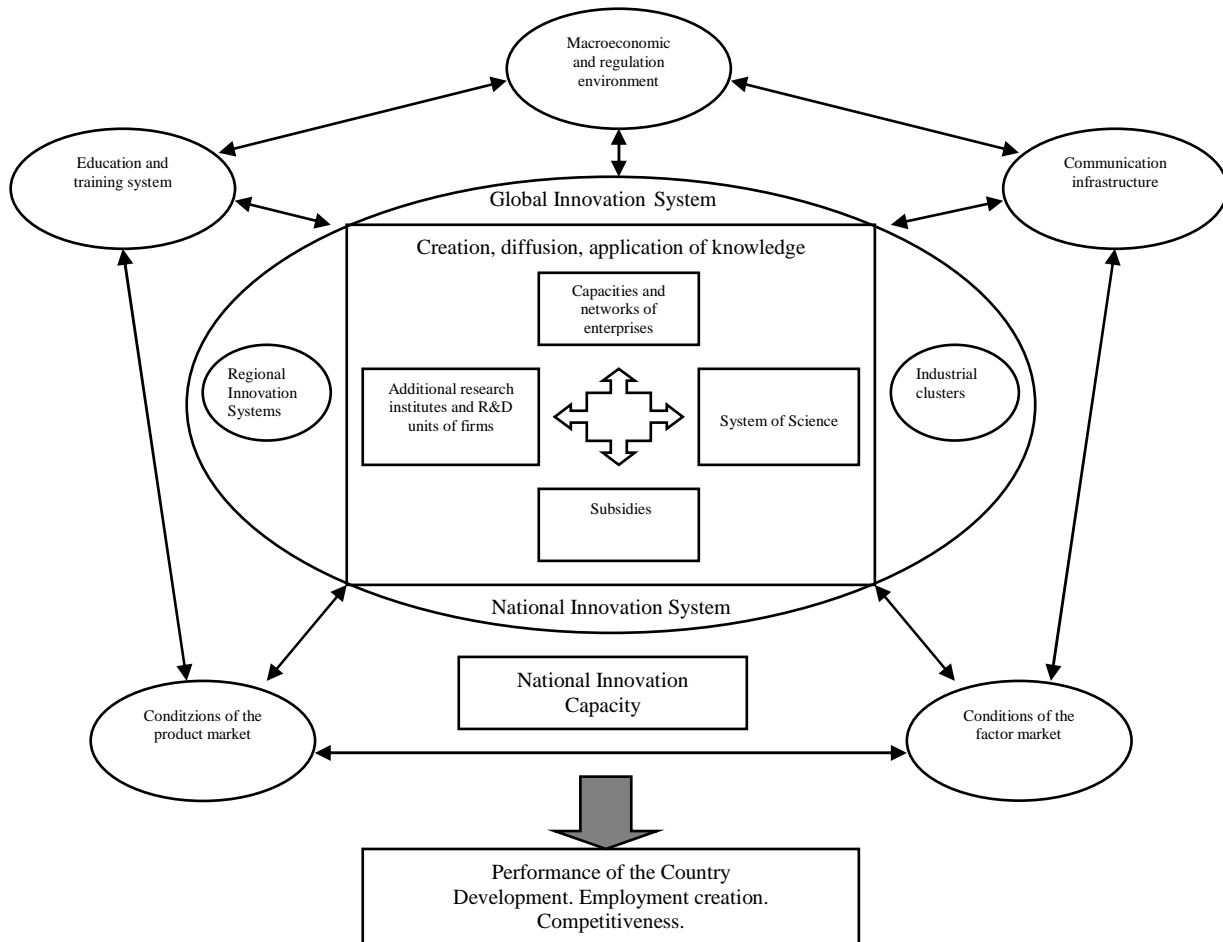 Macroeconomic
and regulation
environment
Education and
training system
Communication
infrastructure
Global Innovation System
Creation, diffusion, application of knowledge
Capacities and
networks of
enterprises
Regional
Innovation
Systems
Additional research
institutes and R&D
units of firms
System of Science
Industrial
clusters
Subsidies
National Innovation System
National Innovation
Capacity
Conditzions of the
product market
Conditions of the
factor market
Performance of the Country
Development. Employment creation.
Competitiveness.